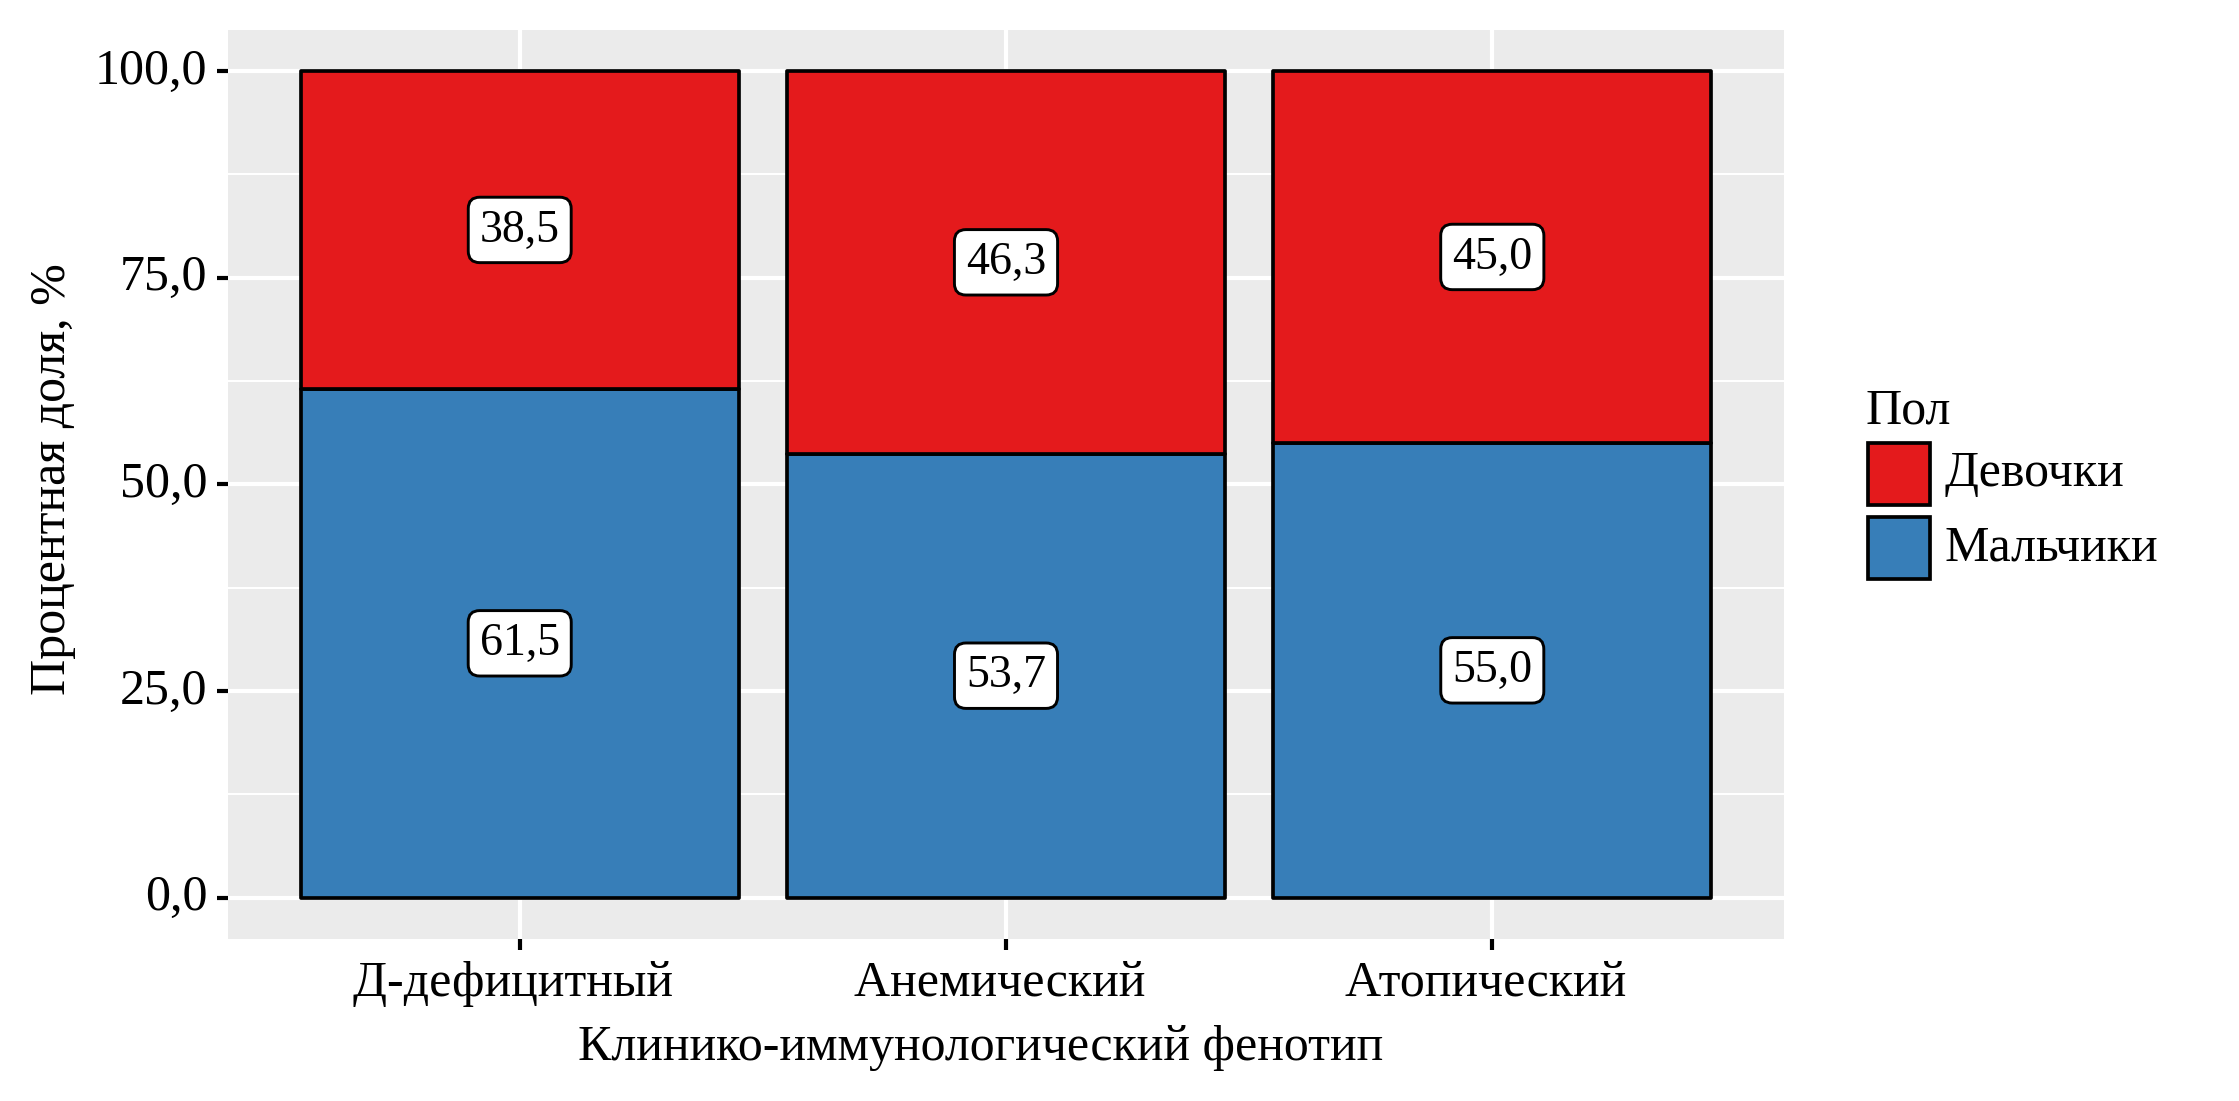 Процентная доля, %
100,0
75,0
50,0
25,0
0,0
38,5
46,3
45,0
61,5
53,7
55,0
Д-дефицитный
Анемический
Атопический
Клинико-иммунологический фенотип
Пол
Девочки
Мальчики